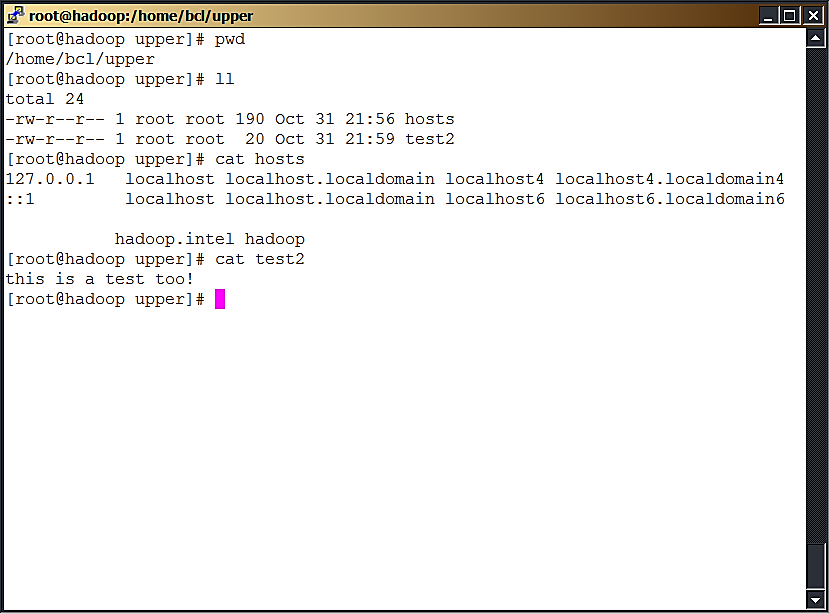 root@hadoop:/home/bcl/upper
[root@hadoop upper]# pwd
/home/bcl/upper
[root@hadoop upper]# ll
total 24
-rw-r--r-- 1 root root 190 Oct 31 21:56 hosts
-rw-r--r-- 1 root root  20 Oct 31 21:59 test2
[root@hadoop upper]# cat hosts
127.0.0.1   localhost localhost.localdomain localhost4 localhost4.localdomain4
::1         localhost localhost.localdomain localhost6 localhost6.localdomain6
           hadoop.intel hadoop
[root@hadoop upper]# cat test2
this is a test too!
[root@hadoop upper]#